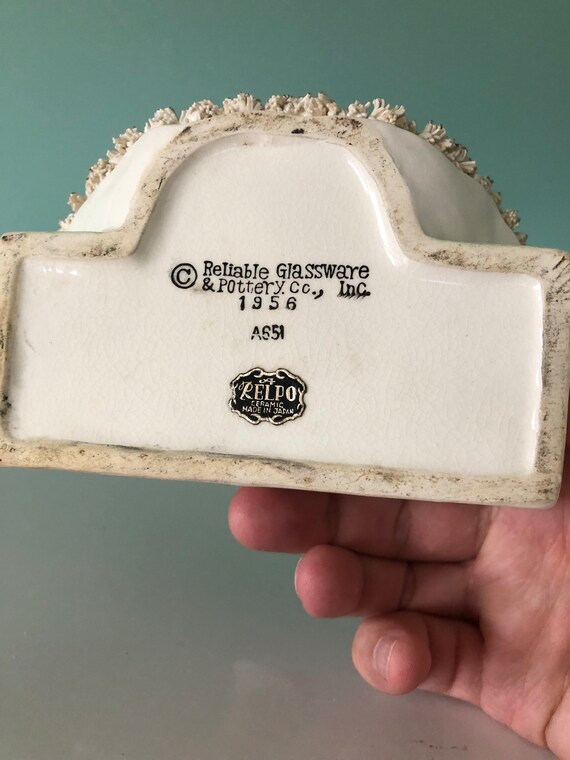 © Reliable Glassware
& Pottery Co., Inc.
1956
A651
RELPO
CERAMIC
MADE IN JAPAN